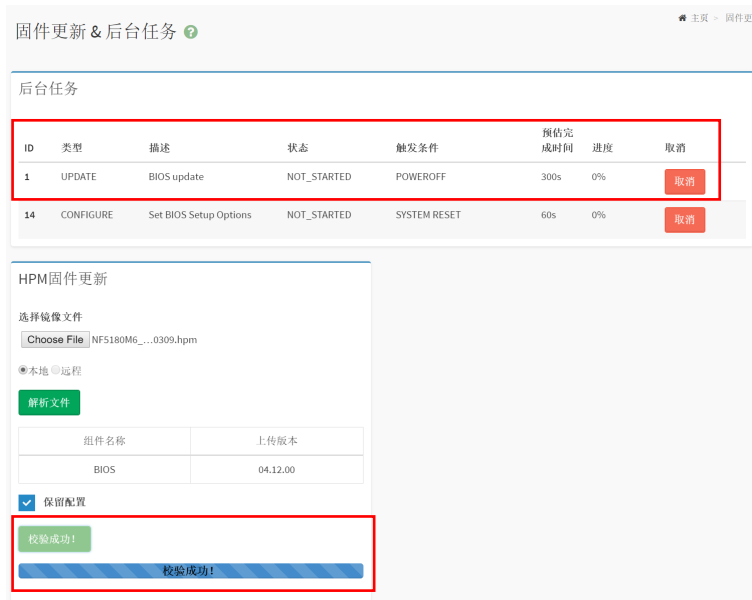 主页 > 固件更
固件更新 & 后台任务 ?
后台任务
ID 类型 描述 状态 触发条件 预估完成时间 进度 取消
1 UPDATE BIOS update NOT_STARTED POWEROFF 300s 0% 取消
14 CONFIGURE Set BIOS Setup Options NOT_STARTED SYSTEM RESET 60s 0% 取消
HPM固件更新
选择镜像文件
Choose File NF5180M6_...0309.hpm
本地 远程
解析文件
组件名称 上传版本
BIOS 04.12.00
保留配置
校验成功!
校验成功!